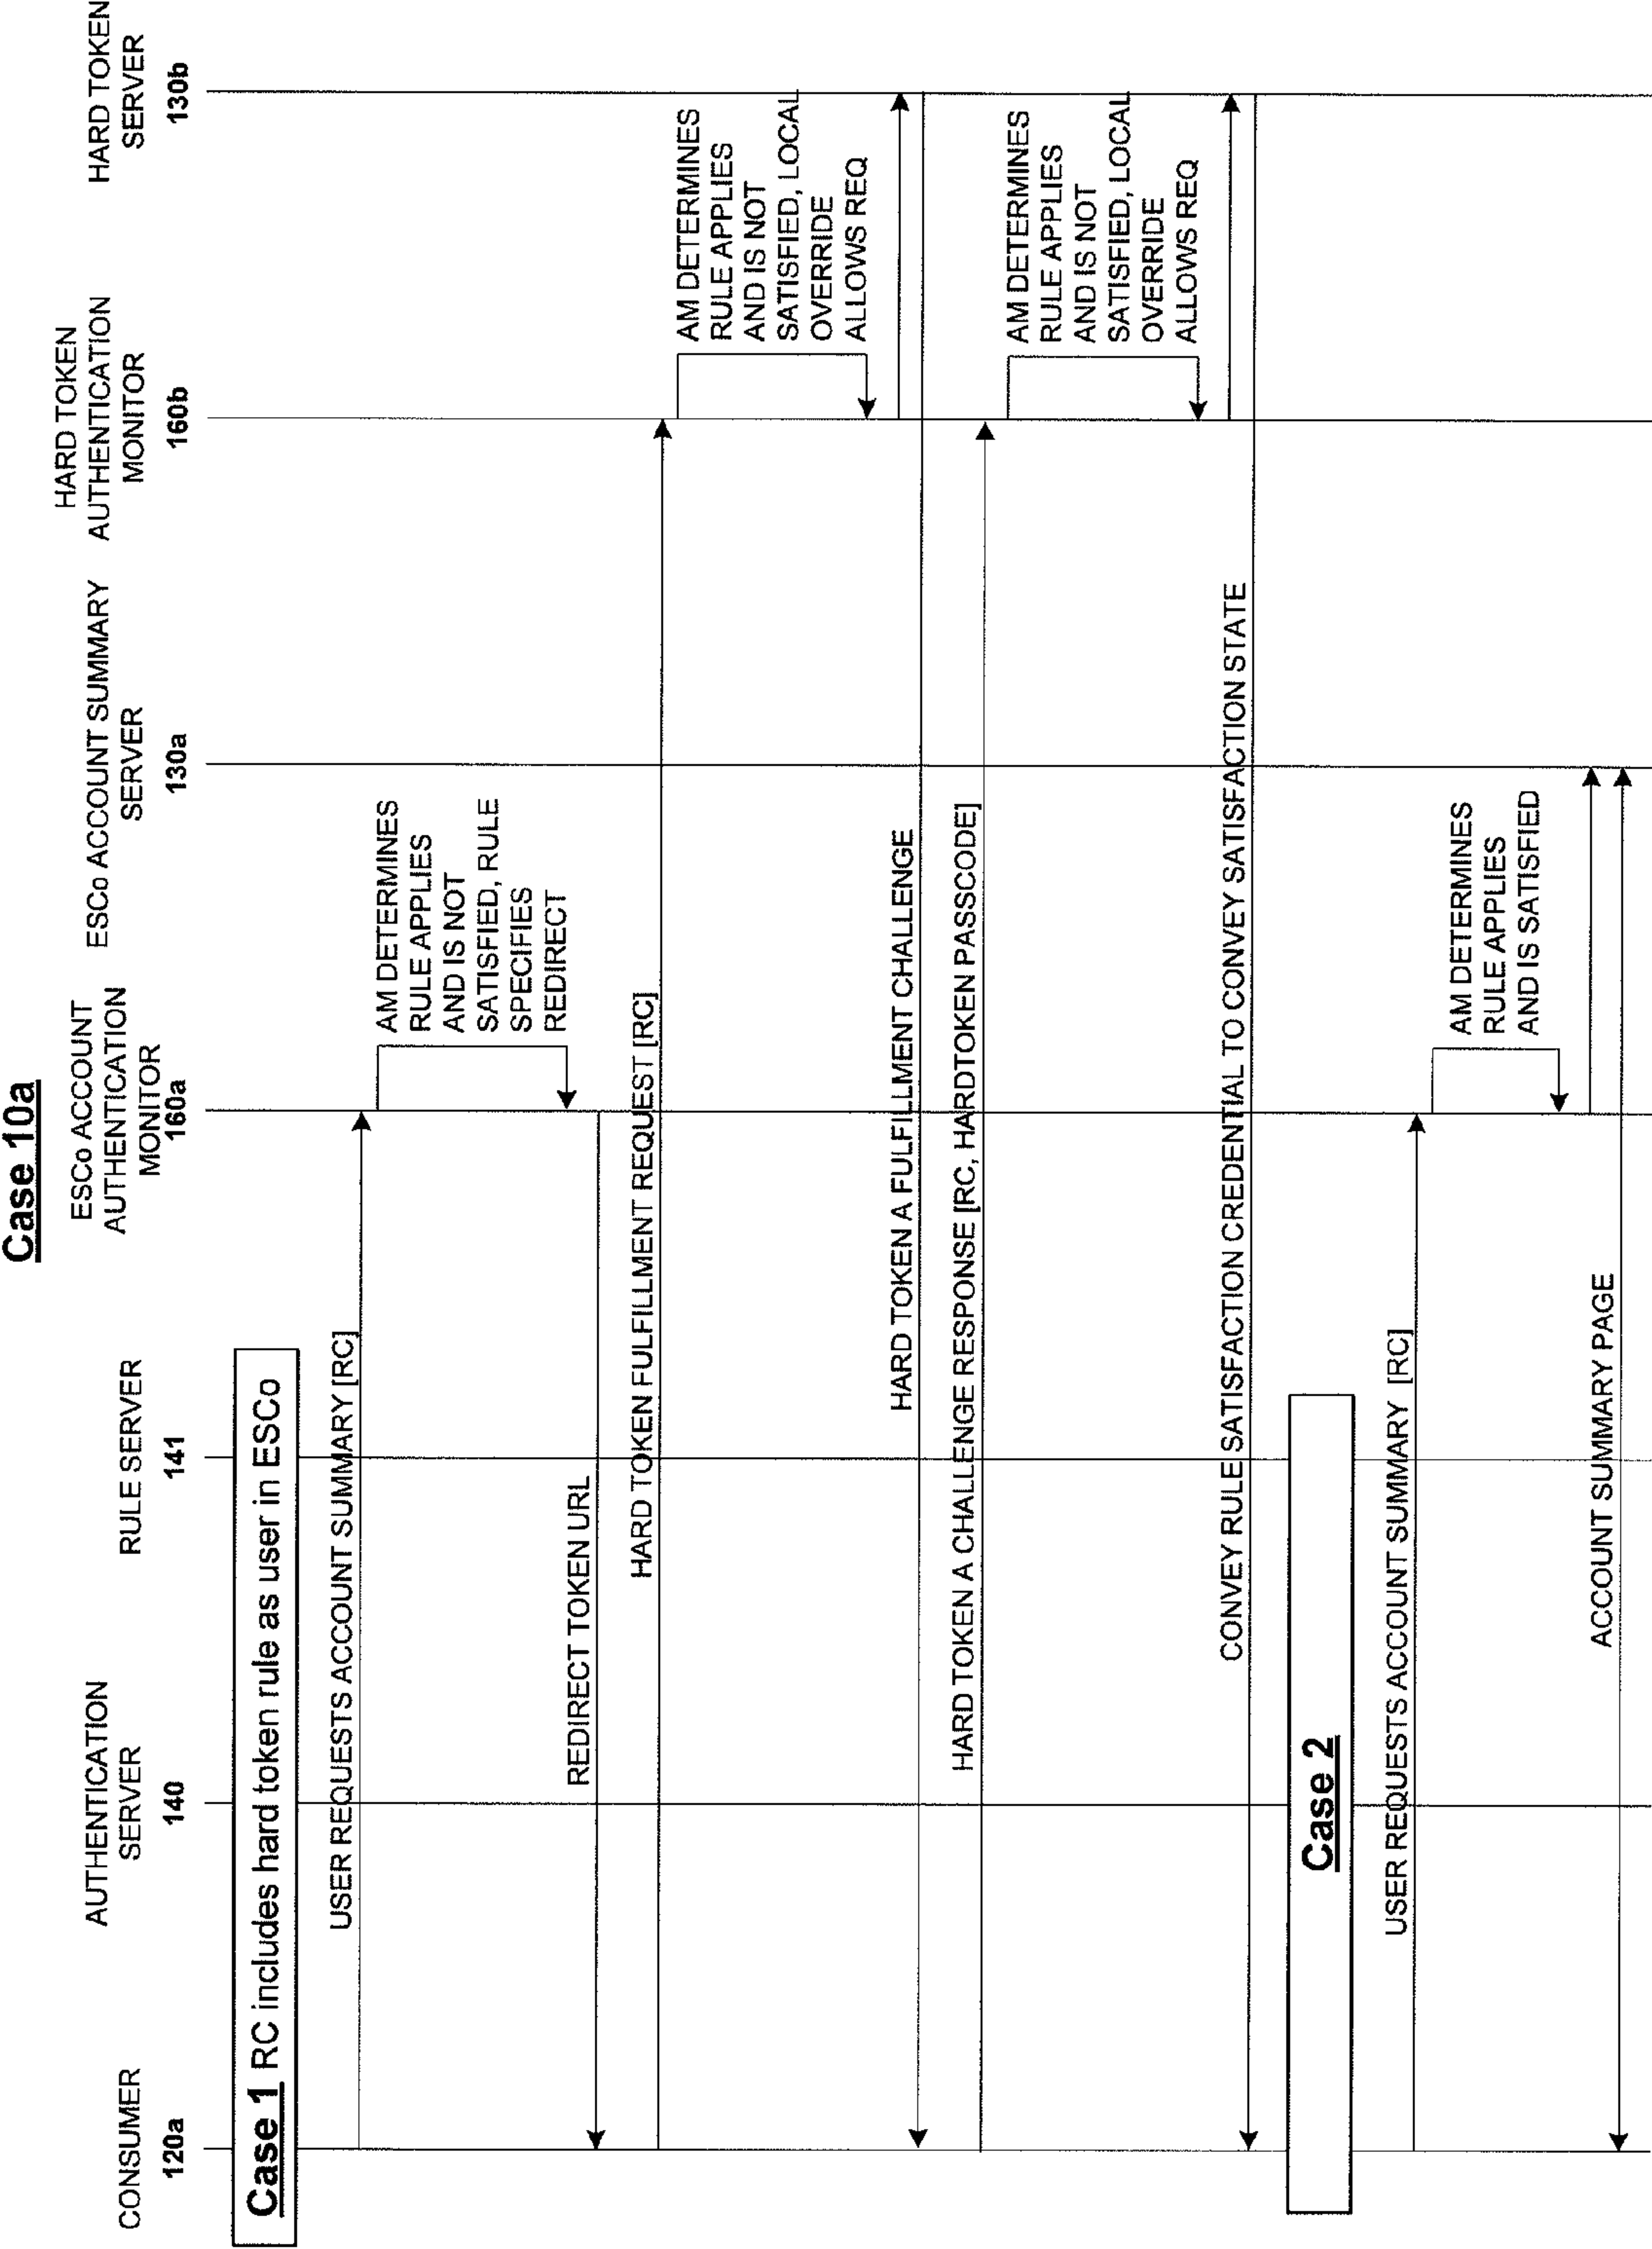 Case 10a
CONSUMER
120a
AUTHENTICATION
SERVER
140
RULE SERVER
141
ESCo ACCOUNT
AUTHENTICATION
MONITOR
160a
ESCo ACCOUNT SUMMARY
SERVER
130a
HARD TOKEN
AUTHENTICATION
MONITOR
160b
HARD TOKEN
SERVER
130b
Case 1 RC includes hard token rule as user in ESCo
USER REQUESTS ACCOUNT SUMMARY [RC]
AM DETERMINES
RULE APPLIES
AND IS NOT
SATISFIED, RULE
SPECIFIES
REDIRECT
REDIRECT TOKEN URL
HARD TOKEN FULFILLMENT REQUEST [RC]
AM DETERMINES
RULE APPLIES
AND IS NOT
SATISFIED, LOCAL
OVERRIDE
ALLOWS REQ
HARD TOKEN A FULFILLMENT CHALLENGE
HARD TOKEN A CHALLENGE RESPONSE [RC, HARDTOKEN PASSCODE]
AM DETERMINES
RULE APPLIES
AND IS NOT
SATISFIED, LOCAL
OVERRIDE
ALLOWS REQ
CONVEY RULE SATISFACTION CREDENTIAL TO CONVEY SATISFACTION STATE
Case 2
USER REQUESTS ACCOUNT SUMMARY [RC]
AM DETERMINES
RULE APPLIES
AND IS SATISFIED
ACCOUNT SUMMARY PAGE